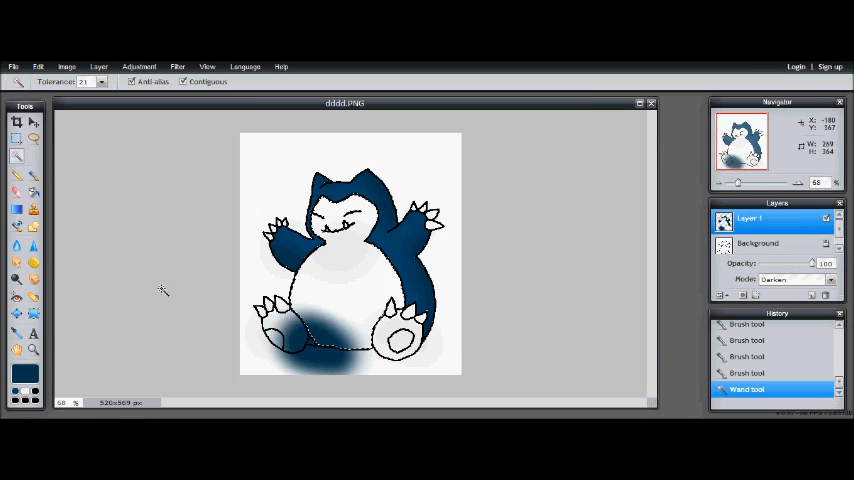 File Edit Image Layer Adjustment Filter View Language Help Login | Sign up
Tolerance: 21 Anti-alias Contiguous
Tools
dddd.PNG
Navigator
X: -180
Y: 367
W: 269
H: 364
68 %
Layers
Layer 1
Background
Opacity: 100
Mode: Darken
History
Brush tool
Brush tool
Brush tool
Brush tool
Wand tool
68 % 520x569 px